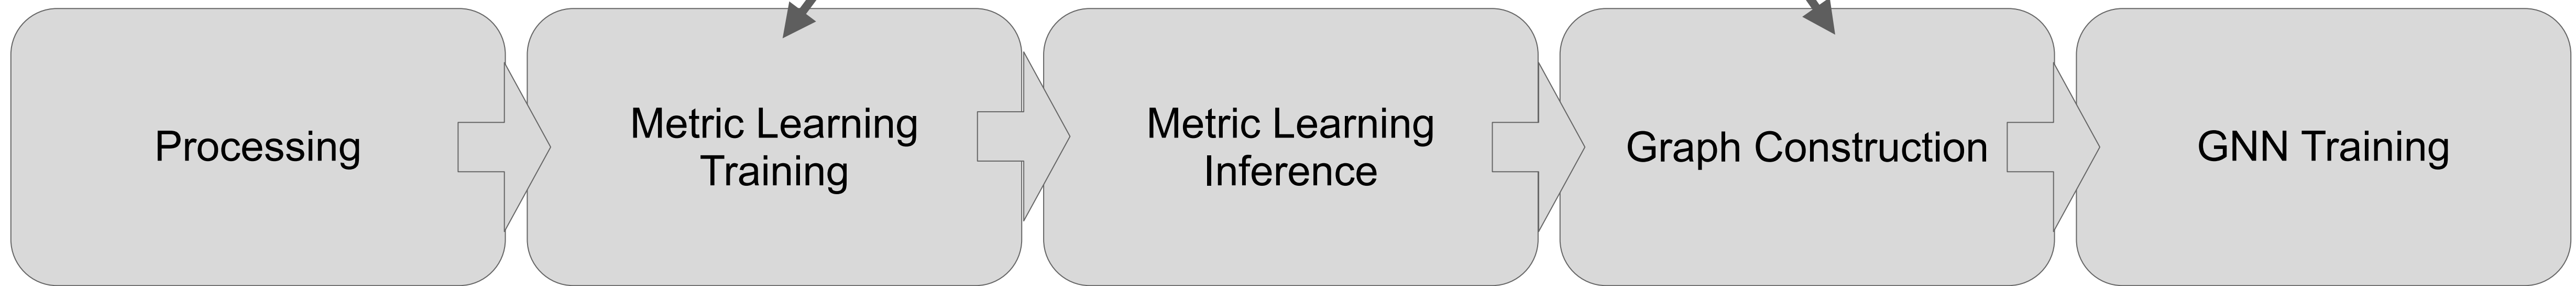 Processing
Metric Learning
Training
Metric Learning
Inference
Graph Construction
GNN Training